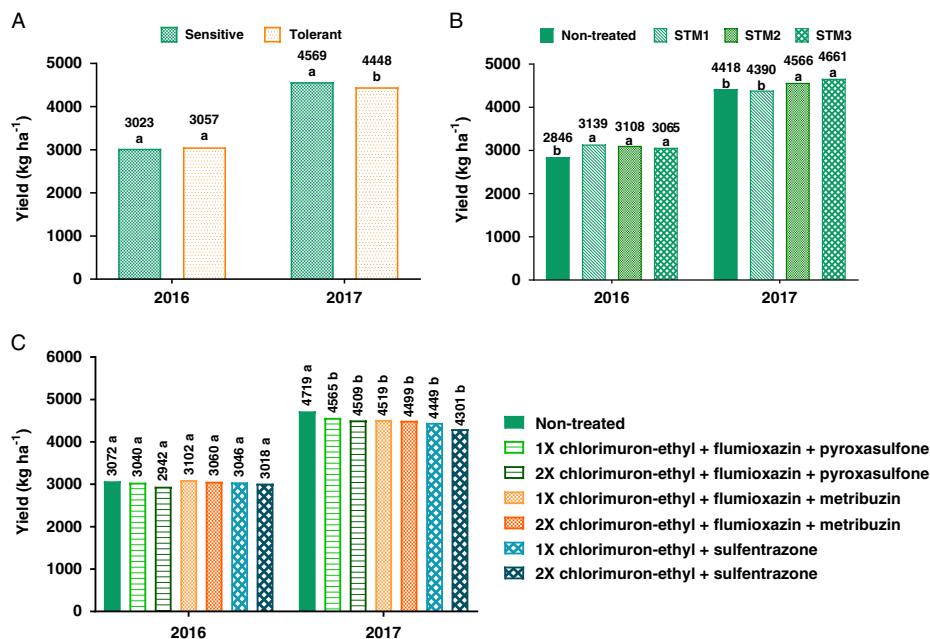 A
Sensitive Tolerant
Yield (kg ha⁻¹)
5000
4000
3000
2000
1000
0
3023
a
3057
a
4569
a
4448
b
2016 2017
B
Non-treated STM1 STM2 STM3
Yield (kg ha⁻¹)
5000
4000
3000
2000
1000
0
2846
b
3139
a
3108
a
3065
a
4418
b
4390
b
4566
a
4661
a
2016 2017
C
Yield (kg ha⁻¹)
6000
5000
4000
3000
2000
1000
0
3072 a
3040 a
2942 a
3102 a
3060 a
3046 a
3018 a
4719 a
4565 b
4509 b
4519 b
4499 b
4449 b
4301 b
2016 2017
Non-treated
1X chlorimuron-ethyl + flumioxazin + pyroxasulfone
2X chlorimuron-ethyl + flumioxazin + pyroxasulfone
1X chlorimuron-ethyl + flumioxazin + metribuzin
2X chlorimuron-ethyl + flumioxazin + metribuzin
1X chlorimuron-ethyl + sulfentrazone
2X chlorimuron-ethyl + sulfentrazone